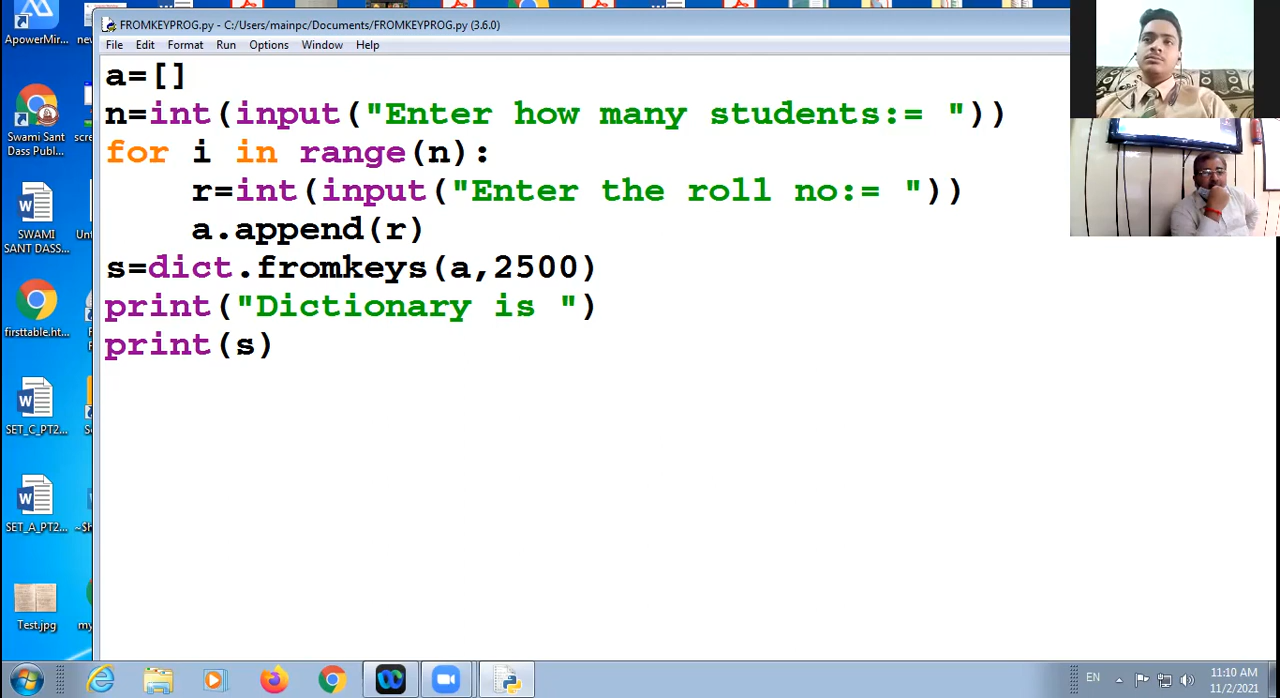 FROMKEYPROG.py - C:/Users/mainpc/Documents/FROMKEYPROG.py (3.6.0)
File Edit Format Run Options Window Help
a=[]
n=int(input("Enter how many students:= "))
for i in range(n):
    r=int(input("Enter the roll no:= "))
    a.append(r)
s=dict.fromkeys(a,2500)
print("Dictionary is ")
print(s)
ApowerMir...
Swami Sant
Dass Publ...
SWAMI
SANT DASS...
firsttable.ht...
SET_C_PT2...
SET_A_PT2...
Test.jpg
EN
11:10 AM
11/2/2021